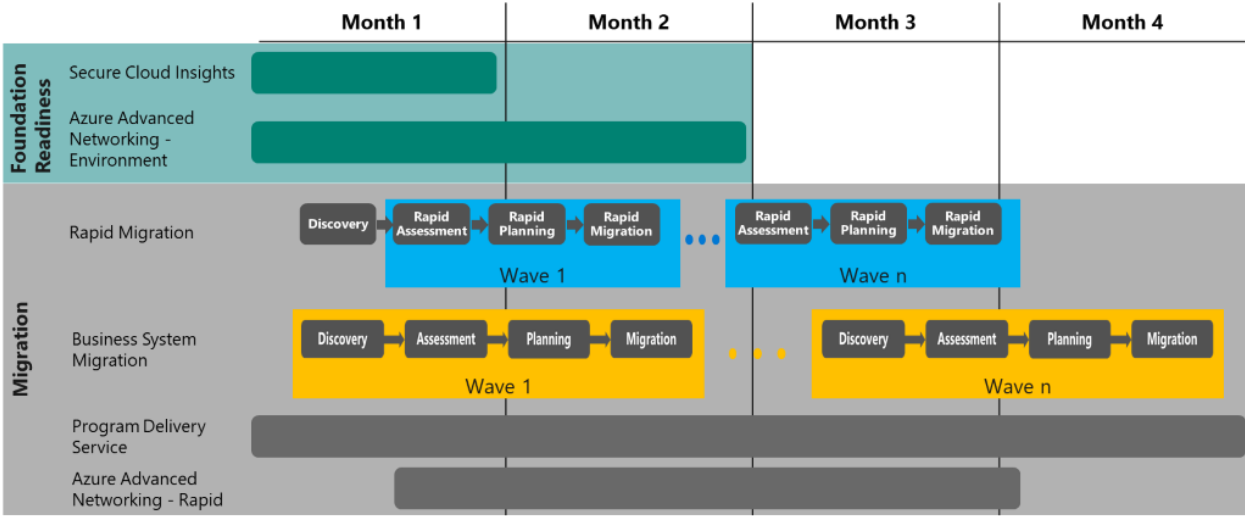 Month 1
Month 2
Month 3
Month 4
Foundation
Readiness
Secure Cloud Insights
Azure Advanced
Networking -
Environment
Migration
Rapid Migration
Discovery
Rapid
Assessment
Rapid
Planning
Rapid
Migration
Wave 1
Rapid
Assessment
Rapid
Planning
Rapid
Migration
Wave n
Business System
Migration
Discovery
Assessment
Planning
Migration
Wave 1
Discovery
Assessment
Planning
Migration
Wave n
Program Delivery
Service
Azure Advanced
Networking - Rapid